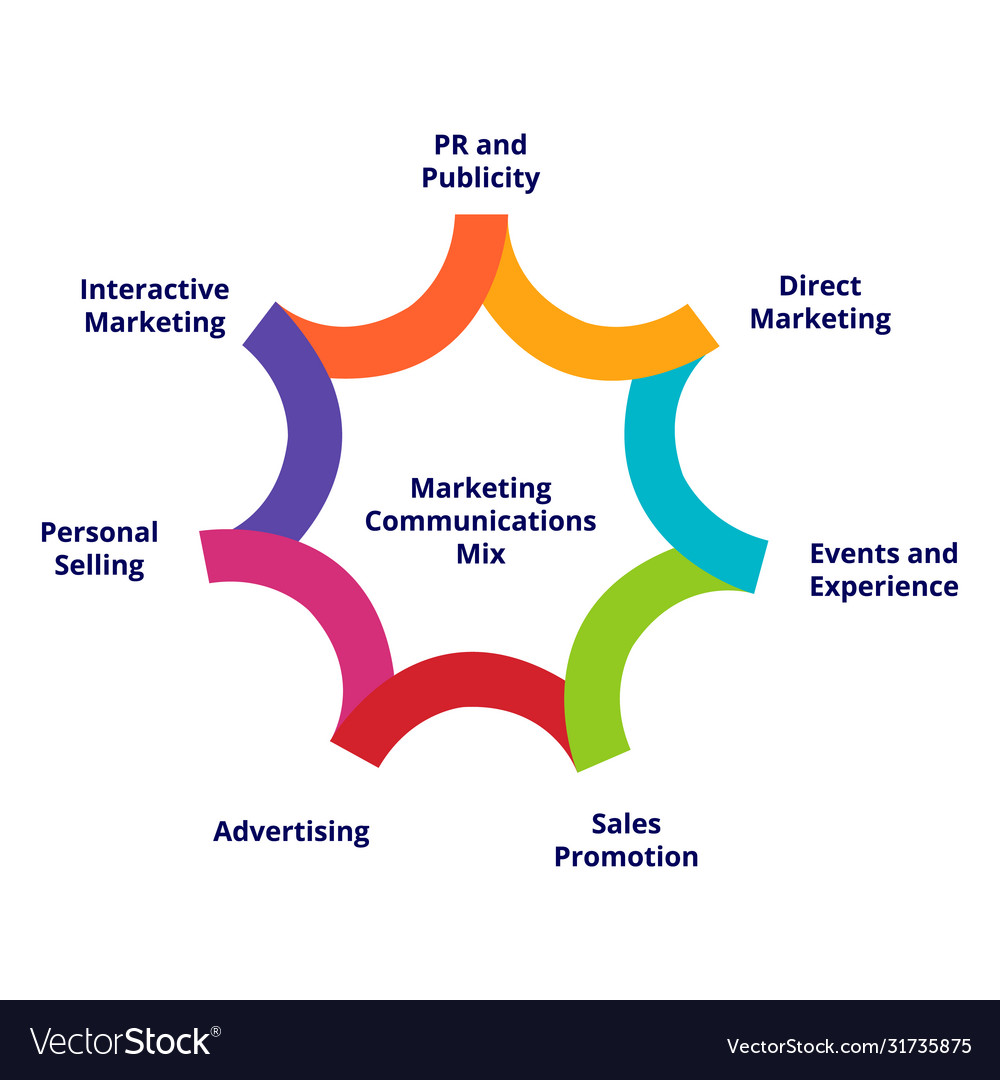 PR and
Publicity
Interactive
Marketing
Direct
Marketing
Marketing
Communications
Mix
Personal
Selling
Events and
Experience
Advertising
Sales
Promotion
VectorStock®
VectorStock.com/31735875